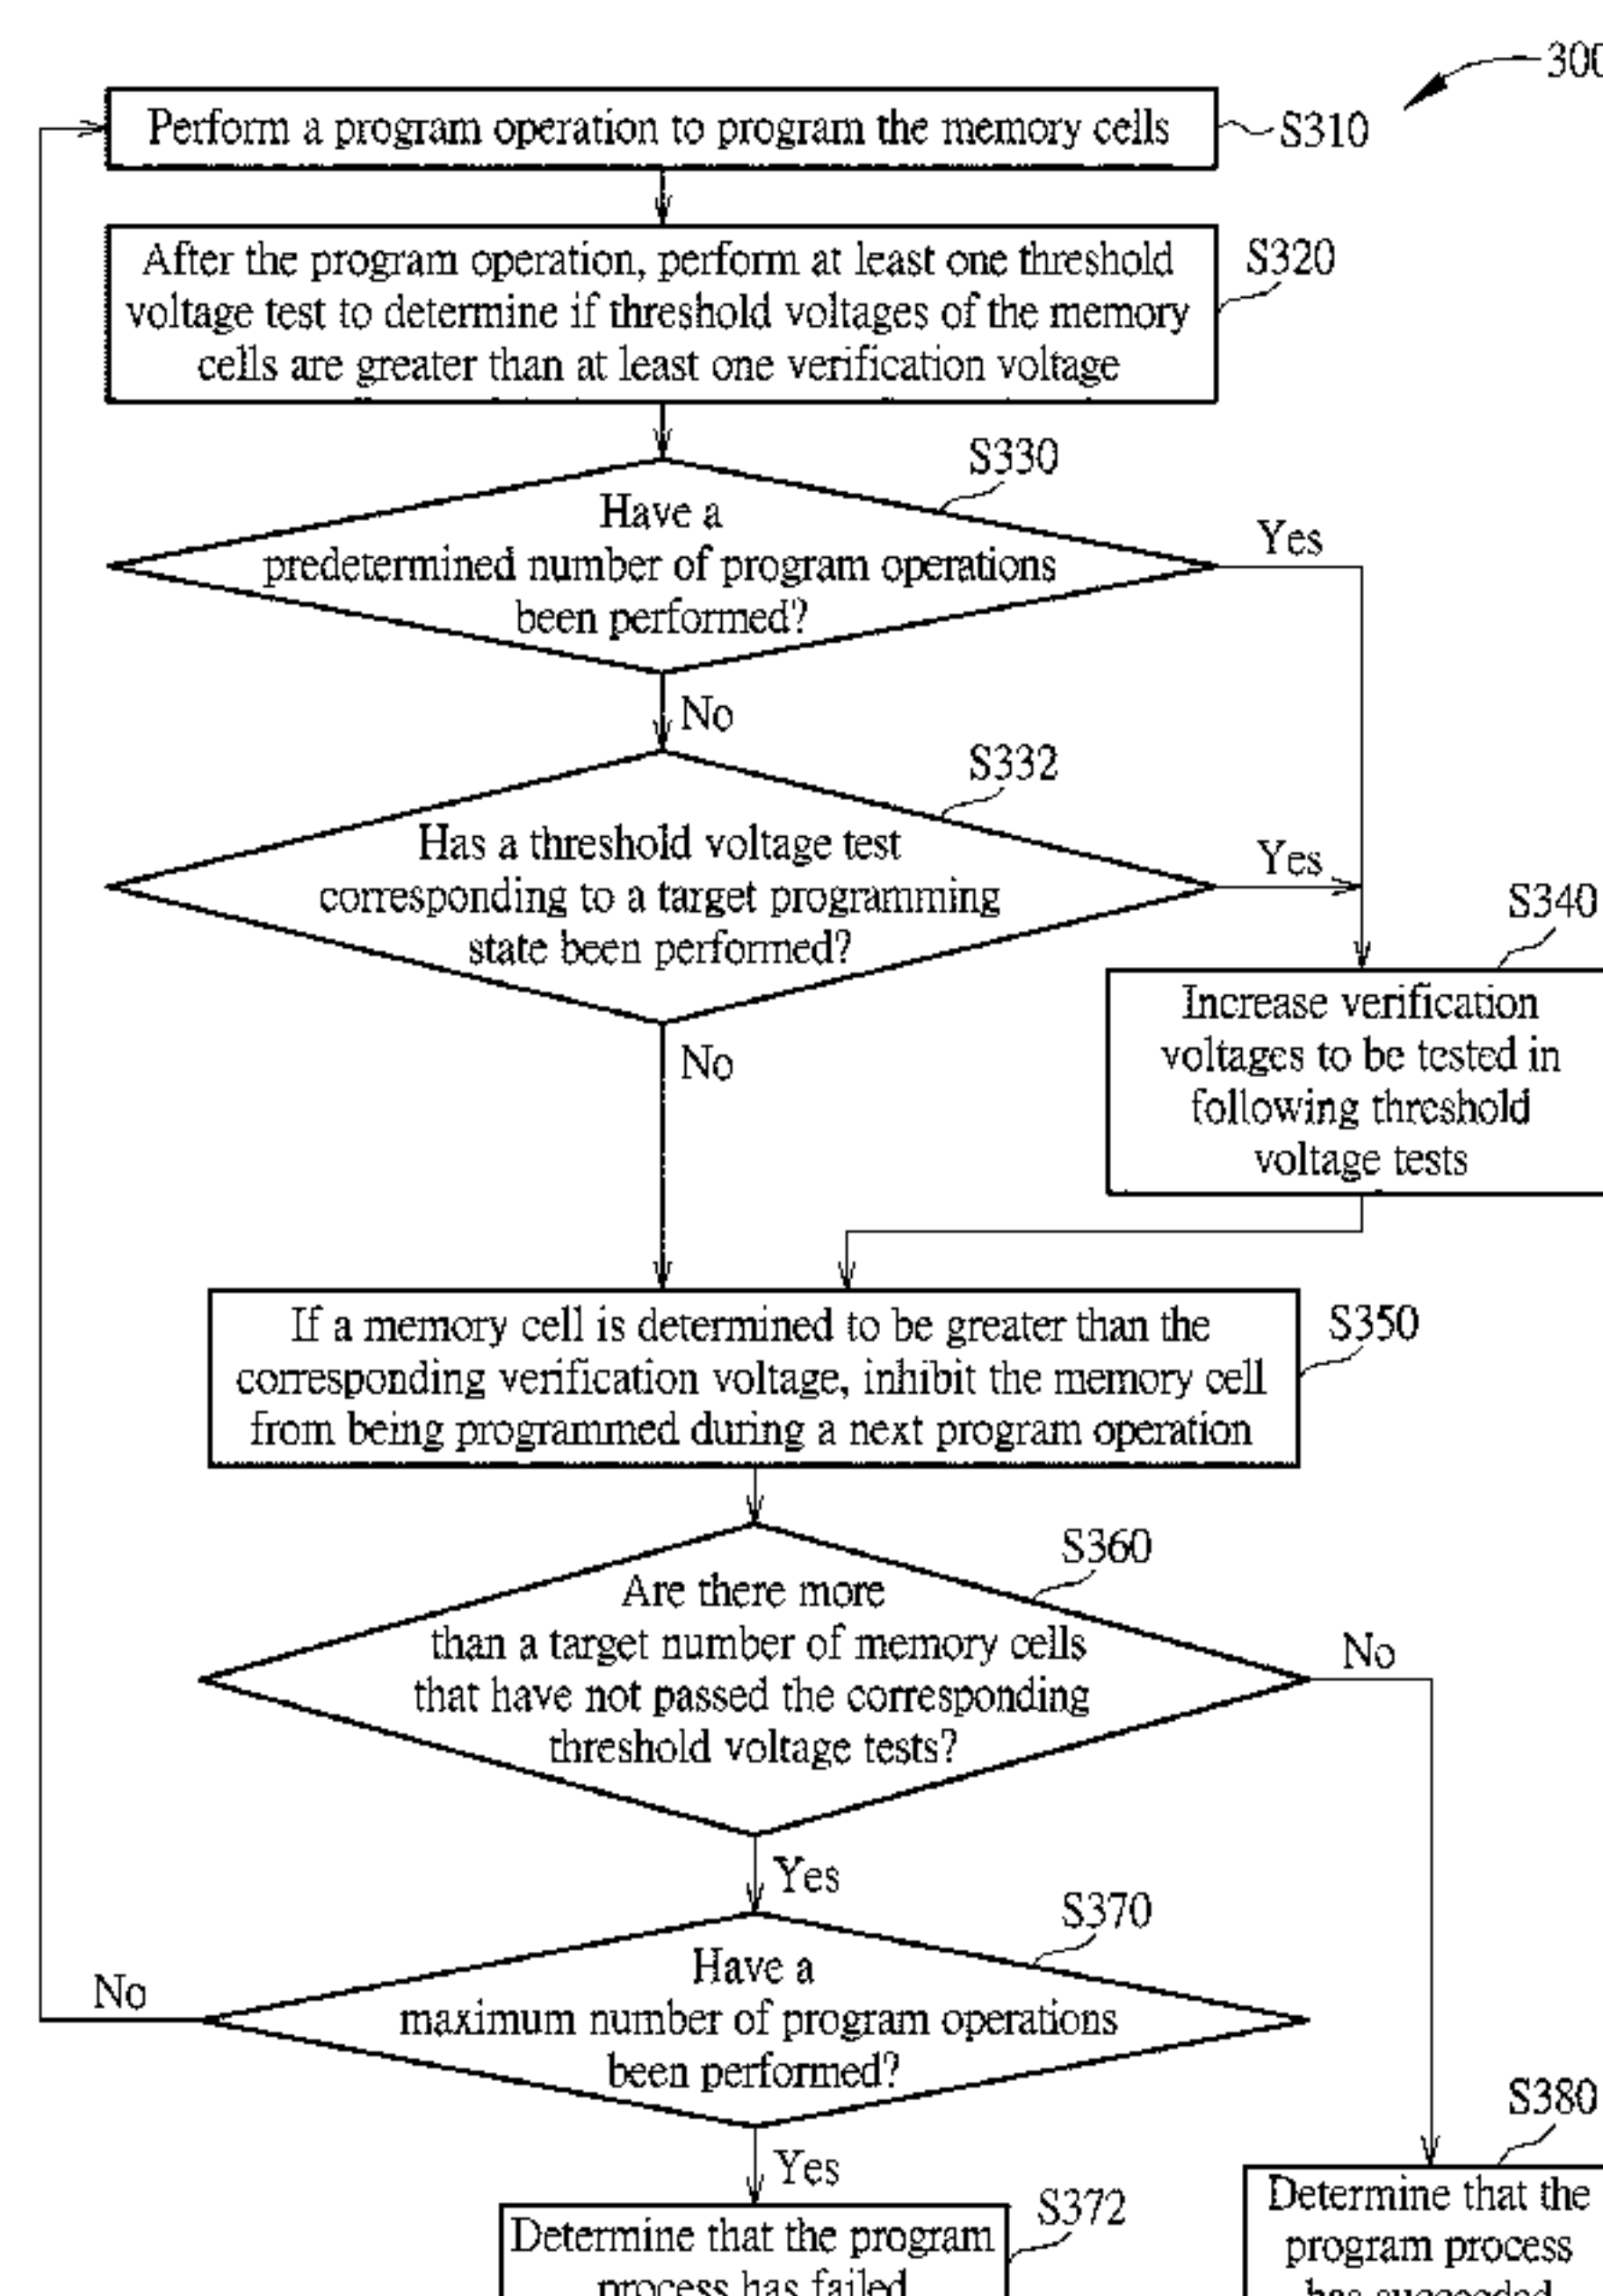 300
Perform a program operation to program the memory cells
S310
After the program operation, perform at least one threshold
voltage test to determine if threshold voltages of the memory
cells are greater than at least one verification voltage
S320
S330
Have a
predetermined number of program operations
been performed?
Yes
No
S332
Has a threshold voltage test
corresponding to a target programming
state been performed?
Yes
No
S340
Increase verification
voltages to be tested in
following threshold
voltage tests
If a memory cell is determined to be greater than the
corresponding verification voltage, inhibit the memory cell
from being programmed during a next program operation
S350
S360
Are there more
than a target number of memory cells
that have not passed the corresponding
threshold voltage tests?
No
Yes
S370
Have a
maximum number of program operations
been performed?
No
Yes
S372
Determine that the program
process has failed
S380
Determine that the
program process
has succeeded